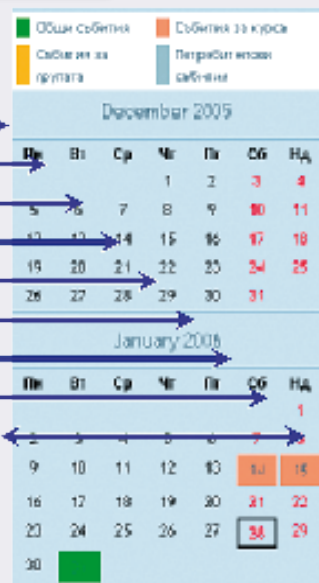 Общи събития Събития за курса
Събития за Потребителски
групата събития
December 2005
Пн Вт Ср Чг Пк Сб Нд
1 2 3 4
5 6 7 8 9 10 11
12 13 14 15 16 17 18
19 20 21 22 23 24 25
26 27 28 29 30 31
January 2006
Пн Вт Ср Чг Пк Сб Нд
1
2 3 4 5 6 7 8
9 10 11 12 13 14 15
16 17 18 19 20 21 22
23 24 25 26 27 28 29
30